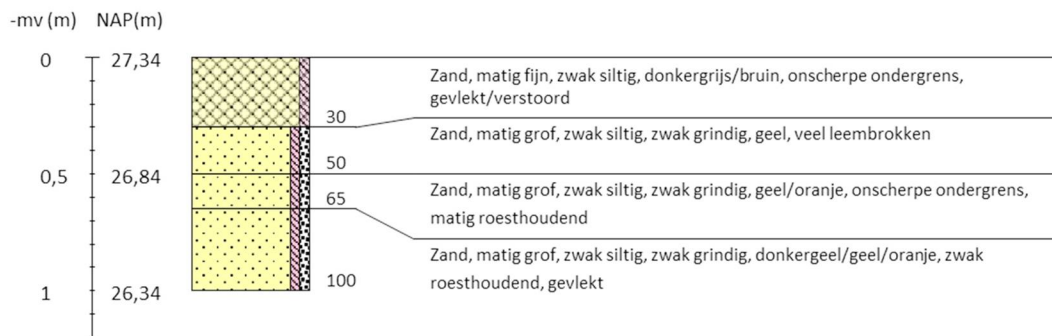 -mv (m) NAP(m)
0 27,34
Zand, matig fijn, zwak siltig, donkergrijs/bruin, onscherpe ondergrens,
gevlekt/verstoord
30
Zand, matig grof, zwak siltig, zwak grindig, geel, veel leembrokken
50
0,5 26,84
Zand, matig grof, zwak siltig, zwak grindig, geel/oranje, onscherpe ondergrens,
matig roesthoudend
65
Zand, matig grof, zwak siltig, zwak grindig, donkergeel/geel/oranje, zwak
roesthoudend, gevlekt
100
1 26,34